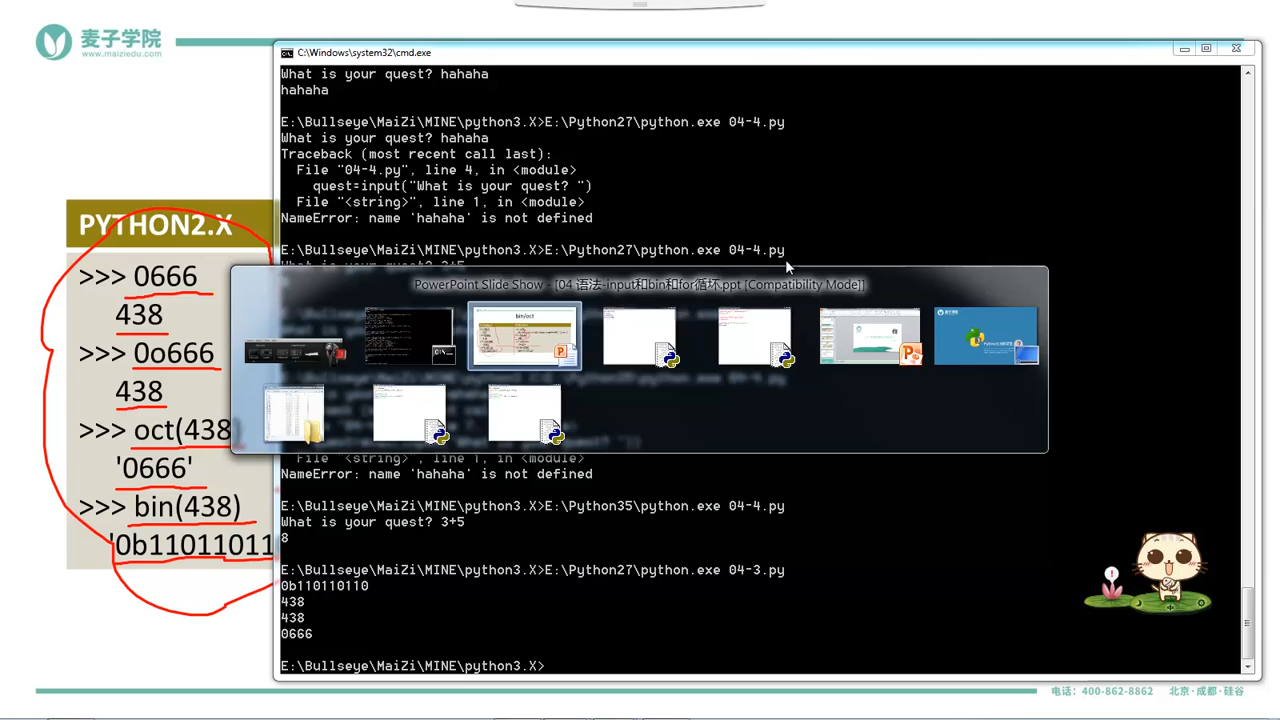 麦子学院
www.maiziedu.com
C:\Windows\system32\cmd.exe
What is your quest? hahaha
hahaha
E:\Bullseye\MaiZi\MINE\python3.X>E:\Python27\python.exe 04-4.py
What is your quest? hahaha
Traceback (most recent call last):
File "04-4.py", line 4, in <module>
quest=input("What is your quest? ")
File "<string>", line 1, in <module>
NameError: name 'hahaha' is not defined
E:\Bullseye\MaiZi\MINE\python3.X>E:\Python27\python.exe 04-4.py
What is your quest? 3+5
PowerPoint Slide Show - [04 语法-input和bin和for循环.ppt [Compatibility Mode]]
bin/oct
File "<string>", line 1, in <module>
NameError: name 'hahaha' is not defined
E:\Bullseye\MaiZi\MINE\python3.X>E:\Python35\python.exe 04-4.py
What is your quest? 3+5
8
E:\Bullseye\MaiZi\MINE\python3.X>E:\Python27\python.exe 04-3.py
0b110110110
438
438
0666
E:\Bullseye\MaiZi\MINE\python3.X>
PYTHON2.X
>>> 0666
438
>>> 0o666
438
>>> oct(438)
'0666'
>>> bin(438)
'0b11011011
电话：400-862-8862 北京·成都·硅谷